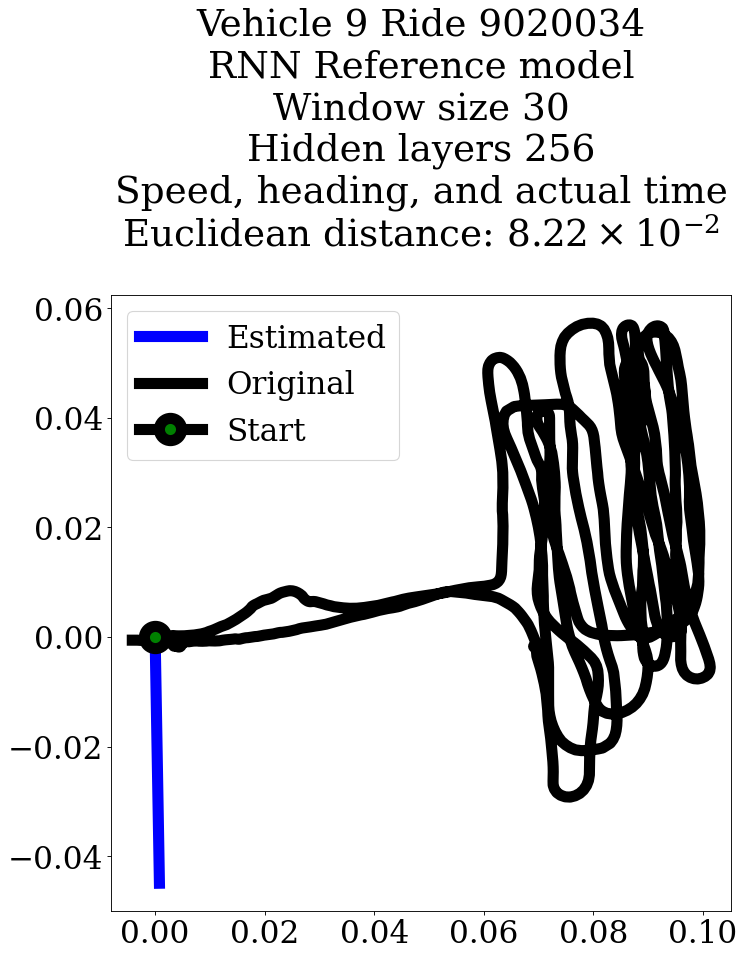 Vehicle 9 Ride 9020034
RNN Reference model
Window size 30
Hidden layers 256
Speed, heading, and actual time
Euclidean distance: 8.22 × 10⁻²
Estimated
Original
Start
0.06
0.04
0.02
0.00
−0.02
−0.04
0.00 0.02 0.04 0.06 0.08 0.10